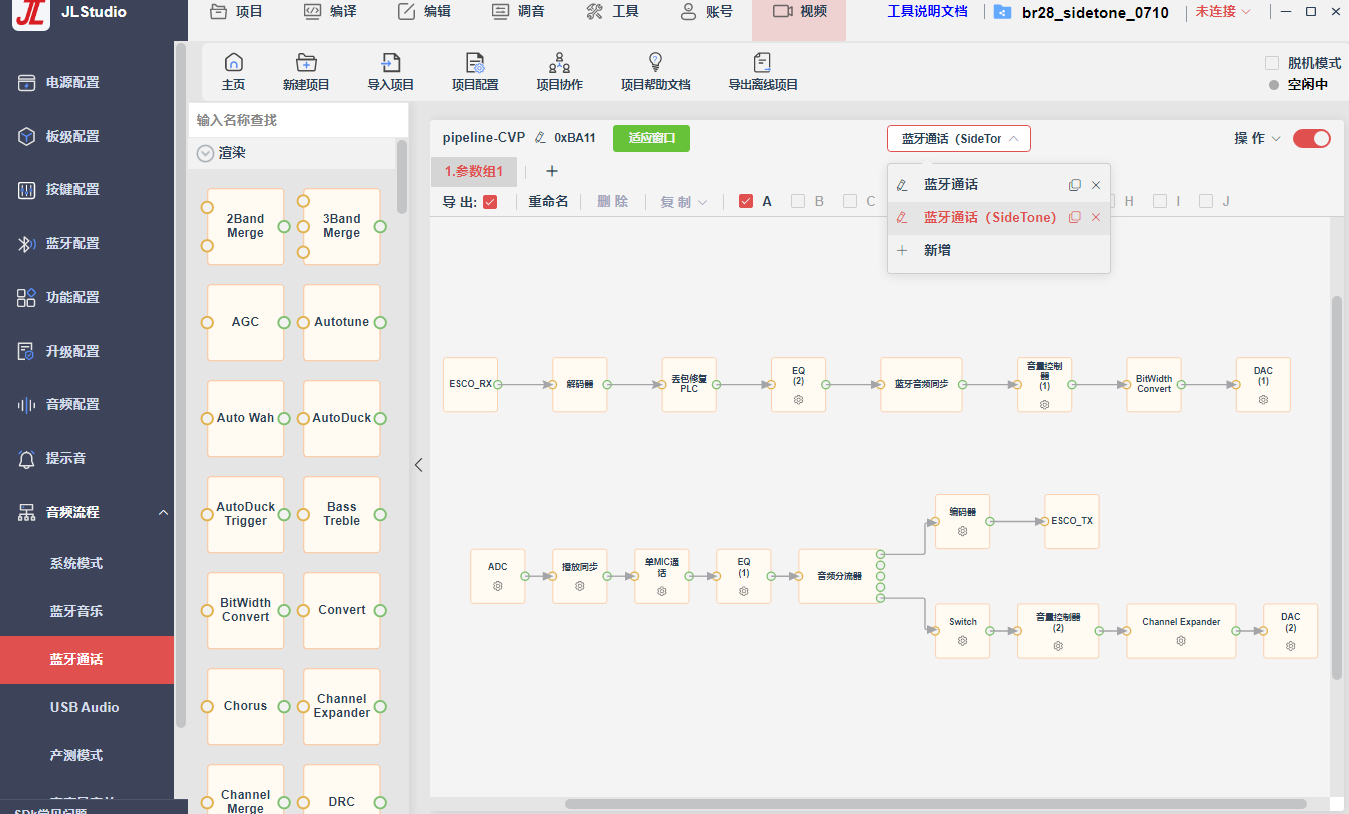 JL
JLStudio
项目
编译
编辑
调音
工具
账号
视频
工具说明文档
br28_sidetone_0710
未连接
主页
新建项目
导入项目
项目配置
项目协作
项目帮助文档
导出离线项目
脱机模式
空闲中
电源配置
板级配置
按键配置
蓝牙配置
功能配置
升级配置
音频配置
提示音
音频流程
系统模式
蓝牙音乐
蓝牙通话
USB Audio
产测模式
输入名称查找
渲染
2Band Merge
3Band Merge
AGC
Autotune
Auto Wah
AutoDuck
AutoDuck Trigger
Bass Treble
BitWidth Convert
Convert
Chorus
Channel Expander
Channel Merge
DRC
pipeline-CVP
0xBA11
适应窗口
蓝牙通话（SideTor
操作
1.参数组1
+
导出:
重命名
删除
复制
A
B
C
H
I
J
蓝牙通话
蓝牙通话（SideTone）
新增
ESCO_RX
解码器
丢包修复 PLC
EQ (2)
蓝牙音频同步
音量控制器 (1)
BitWidth Convert
DAC (1)
编码器
ESCO_TX
ADC
播放同步
单MIC通话
EQ (1)
音频分流器
Switch
音量控制器 (2)
Channel Expander
DAC (2)